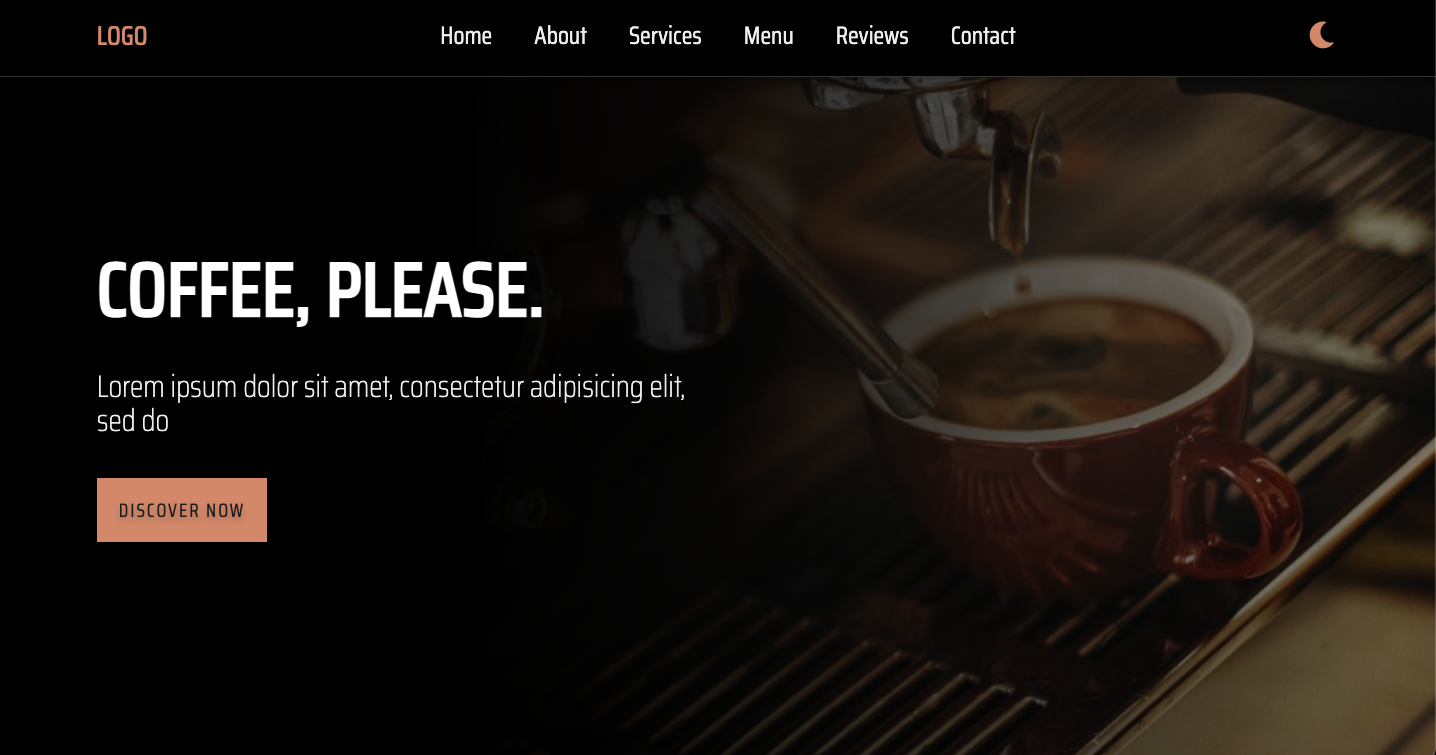 LOGO
Home About Services Menu Reviews Contact
COFFEE, PLEASE.
Lorem ipsum dolor sit amet, consectetur adipisicing elit,
sed do
DISCOVER NOW